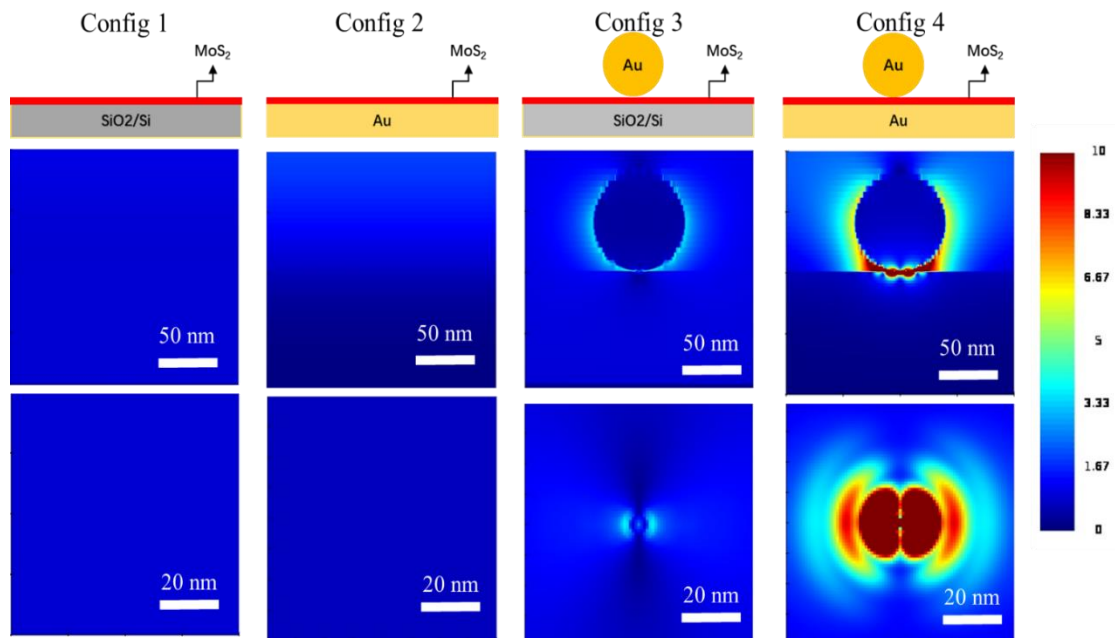 Config 1
Config 2
Config 3
Config 4
MoS2
MoS2
MoS2
MoS2
Au
Au
SiO2/Si
Au
SiO2/Si
Au
50 nm
50 nm
50 nm
50 nm
20 nm
20 nm
20 nm
20 nm
10
8.33
6.67
5
3.33
1.67
0